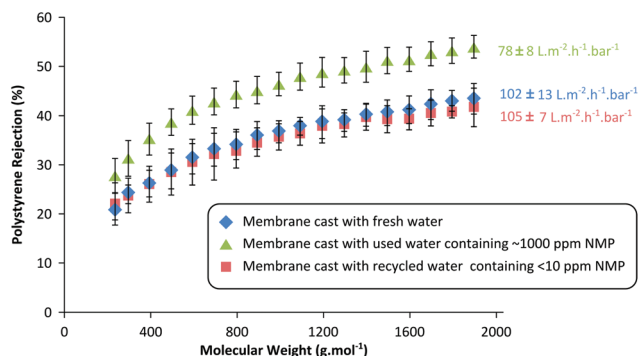 60
50
40
30
20
10
0
Polystyrene Rejection (%)
78±8 L.m⁻².h⁻¹.bar⁻¹
102 ± 13 L.m⁻².h⁻¹.bar⁻¹
105± 7 L.m⁻².h⁻¹.bar⁻¹
Membrane cast with fresh water
Membrane cast with used water containing ~1000 ppm NMP
Membrane cast with recycled water containing <10 ppm NMP
0 400 800 1200 1600 2000
Molecular Weight (g.mol⁻¹)